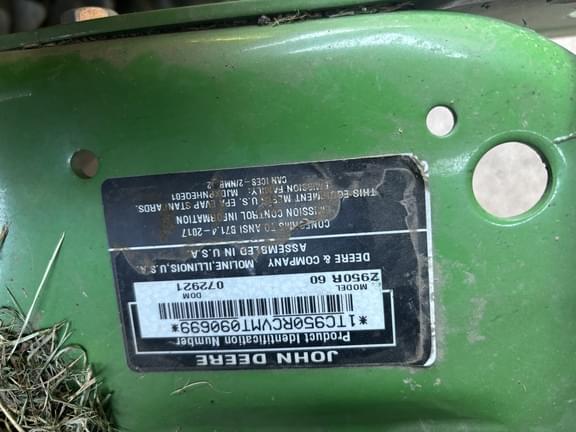 JOHN DEERE
Product Identification Number
*1TC950RCVMT090699*
MODEL DOM
Z950R 60 072921
DEERE & COMPANY MOLINE, ILLINOIS, U.S.A.
ASSEMBLED IN U.S.A
CONFORMS TO ANSI B71.4 - 2017
EMISSION CONTROL INFORMATION
THIS EQUIPMENT MEETS U.S. EPA EVAP STANDARDS.
EMISSION FAMILY: MJDXPNHEQE01
CAN ICES-2/NMB-2